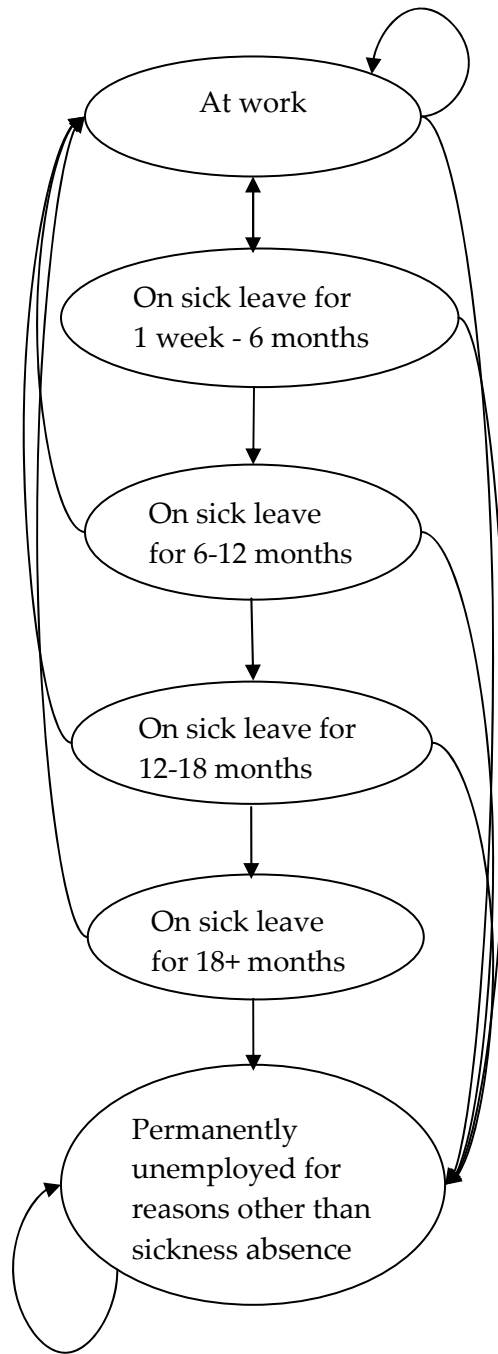 At work
On sick leave for
1 week - 6 months
On sick leave
for 6-12 months
On sick leave for
12-18 months
On sick leave
for 18+ months
Permanently
unemployed for
reasons other than
sickness absence